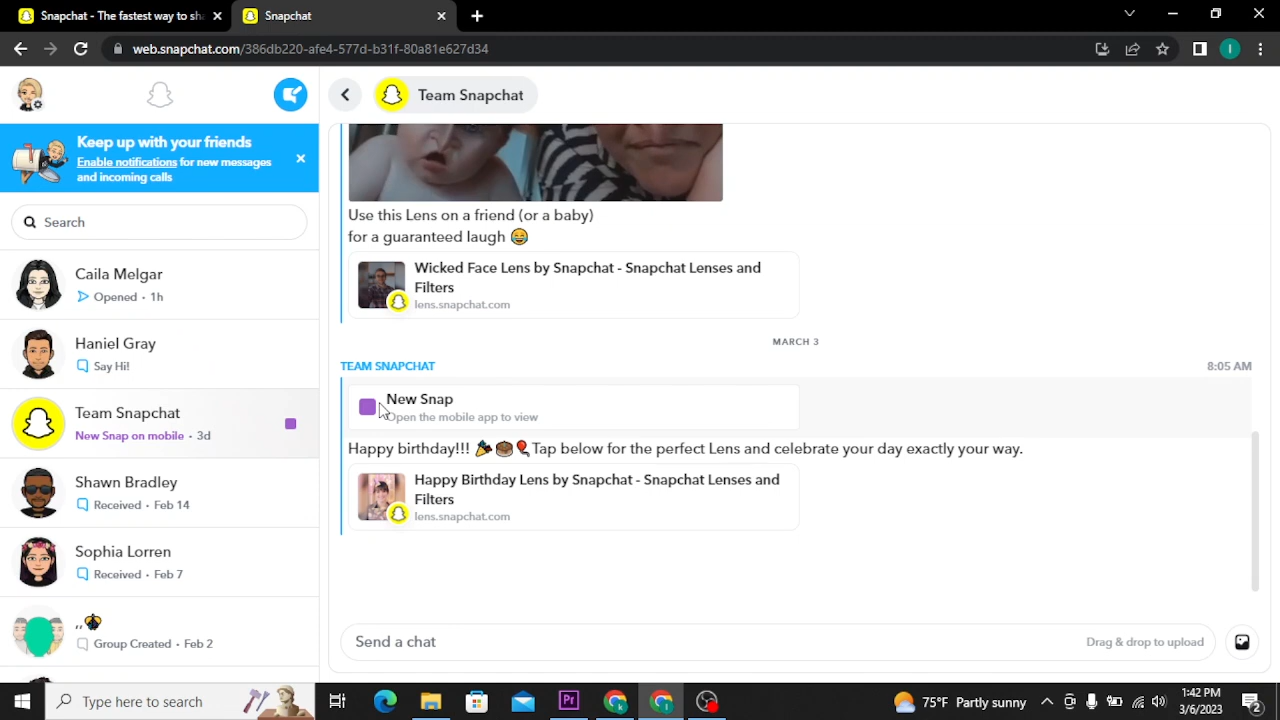 Snapchat - The fastest way to sha
Snapchat
web.snapchat.com/386db220-afe4-577d-b31f-80a81e627d34
I
Keep up with your friends
Enable notifications for new messages
and incoming calls
Search
Caila Melgar
Opened · 1h
Haniel Gray
Say Hi!
Team Snapchat
New Snap on mobile · 3d
Shawn Bradley
Received · Feb 14
Sophia Lorren
Received · Feb 7
,, 
Group Created · Feb 2
Team Snapchat
Use this Lens on a friend (or a baby)
for a guaranteed laugh 😂
Wicked Face Lens by Snapchat - Snapchat Lenses and
Filters
lens.snapchat.com
MARCH 3
TEAM SNAPCHAT
8:05 AM
New Snap
Open the mobile app to view
Happy birthday!!! 🎉🎂🎈Tap below for the perfect Lens and celebrate your day exactly your way.
Happy Birthday Lens by Snapchat - Snapchat Lenses and
Filters
lens.snapchat.com
Send a chat
Drag & drop to upload
Type here to search
Pr
k
I
75°F Partly sunny
1:42 PM
3/6/2023
2